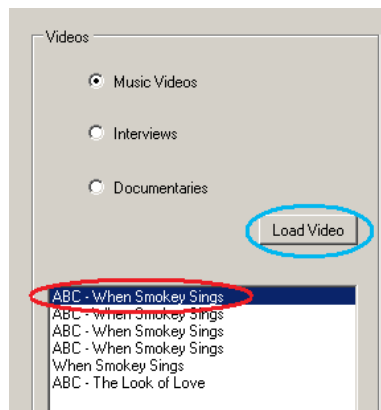 Videos
Music Videos
Interviews
Documentaries
Load Video
ABC - When Smokey Sings
ABC - When Smokey Sings
ABC - When Smokey Sings
ABC - When Smokey Sings
When Smokey Sings
ABC - The Look of Love